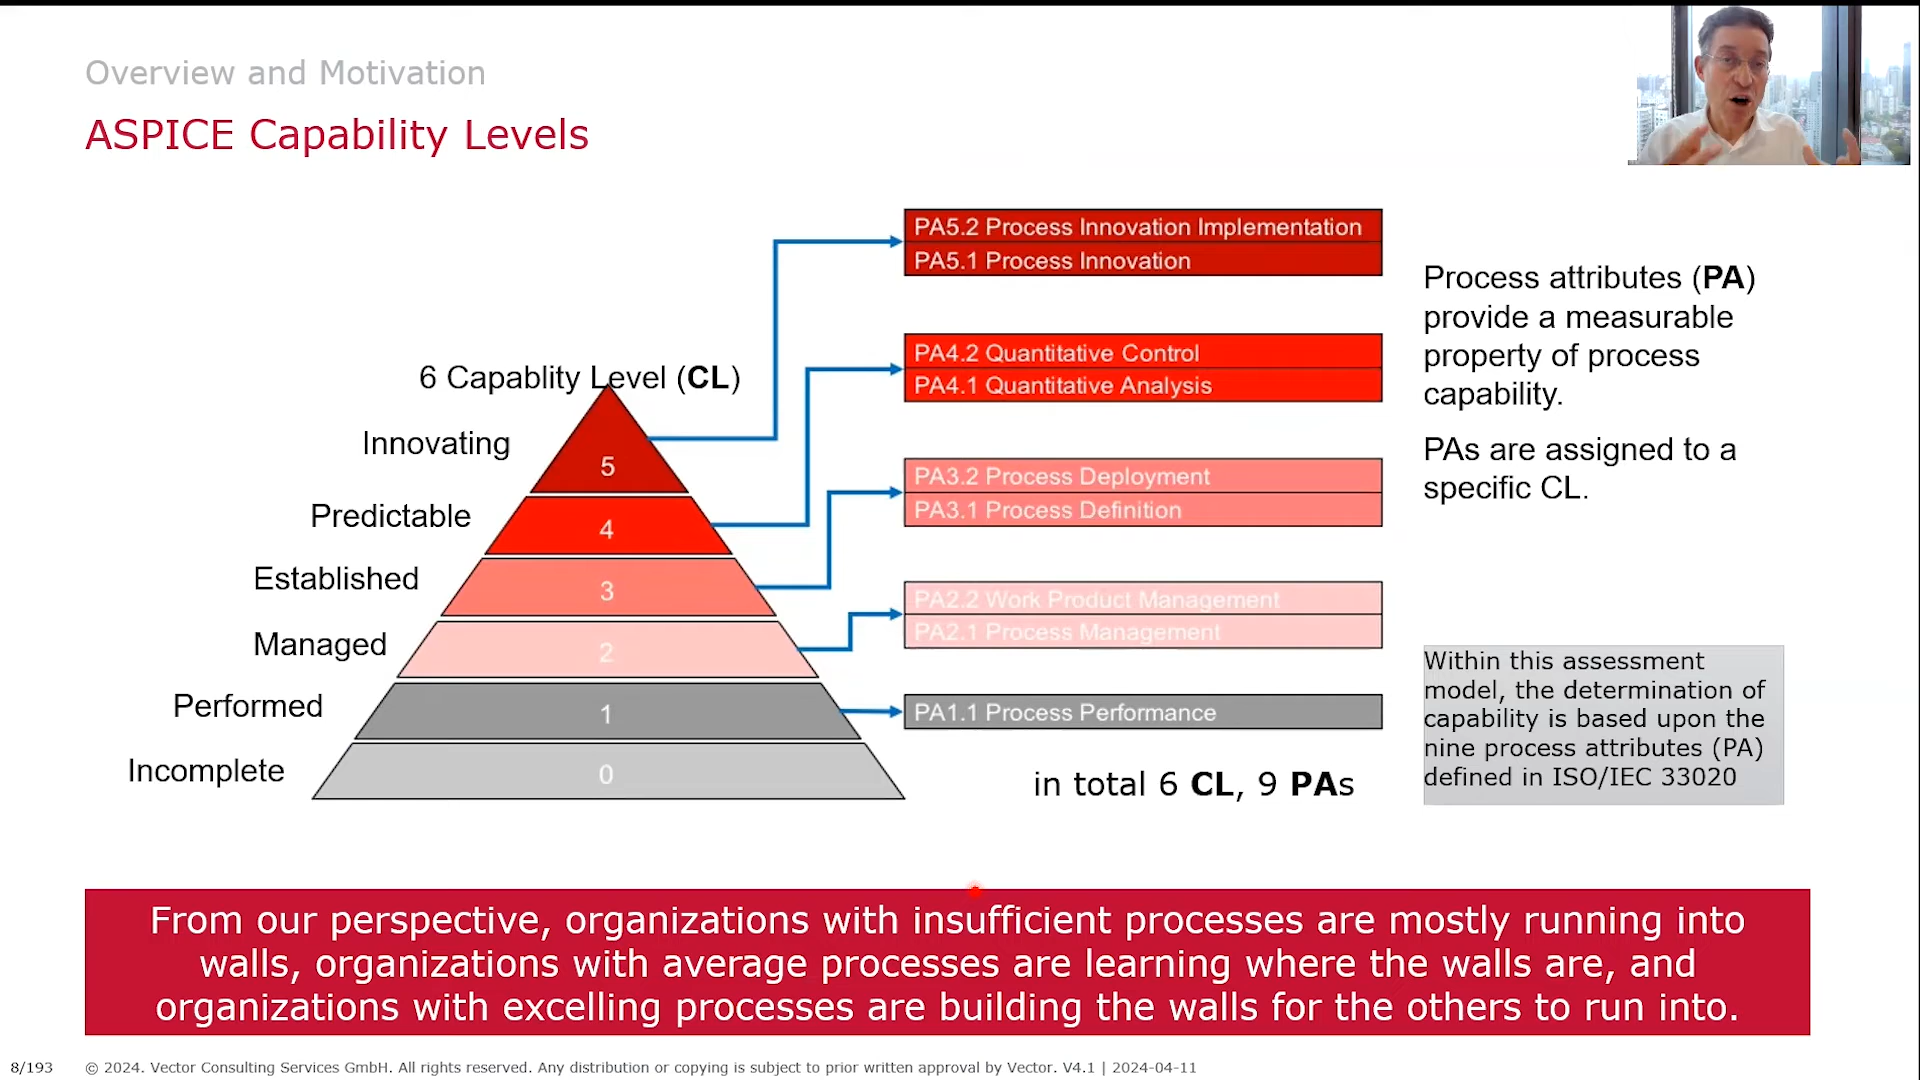 Overview and Motivation
ASPICE Capability Levels
6 Capablity Level (CL)
Innovating
5
Predictable
4
Established
3
Managed
2
Performed
1
Incomplete
0
PA5.2 Process Innovation Implementation
PA5.1 Process Innovation
PA4.2 Quantitative Control
PA4.1 Quantitative Analysis
PA3.2 Process Deployment
PA3.1 Process Definition
PA2.2 Work Product Management
PA2.1 Process Management
PA1.1 Process Performance
in total 6 CL, 9 PAs
Process attributes (PA)
provide a measurable
property of process
capability.
PAs are assigned to a
specific CL.
Within this assessment
model, the determination of
capability is based upon the
nine process attributes (PA)
defined in ISO/IEC 33020
From our perspective, organizations with insufficient processes are mostly running into
walls, organizations with average processes are learning where the walls are, and
organizations with excelling processes are building the walls for the others to run into.
8/193
© 2024. Vector Consulting Services GmbH. All rights reserved. Any distribution or copying is subject to prior written approval by Vector. V4.1 | 2024-04-11